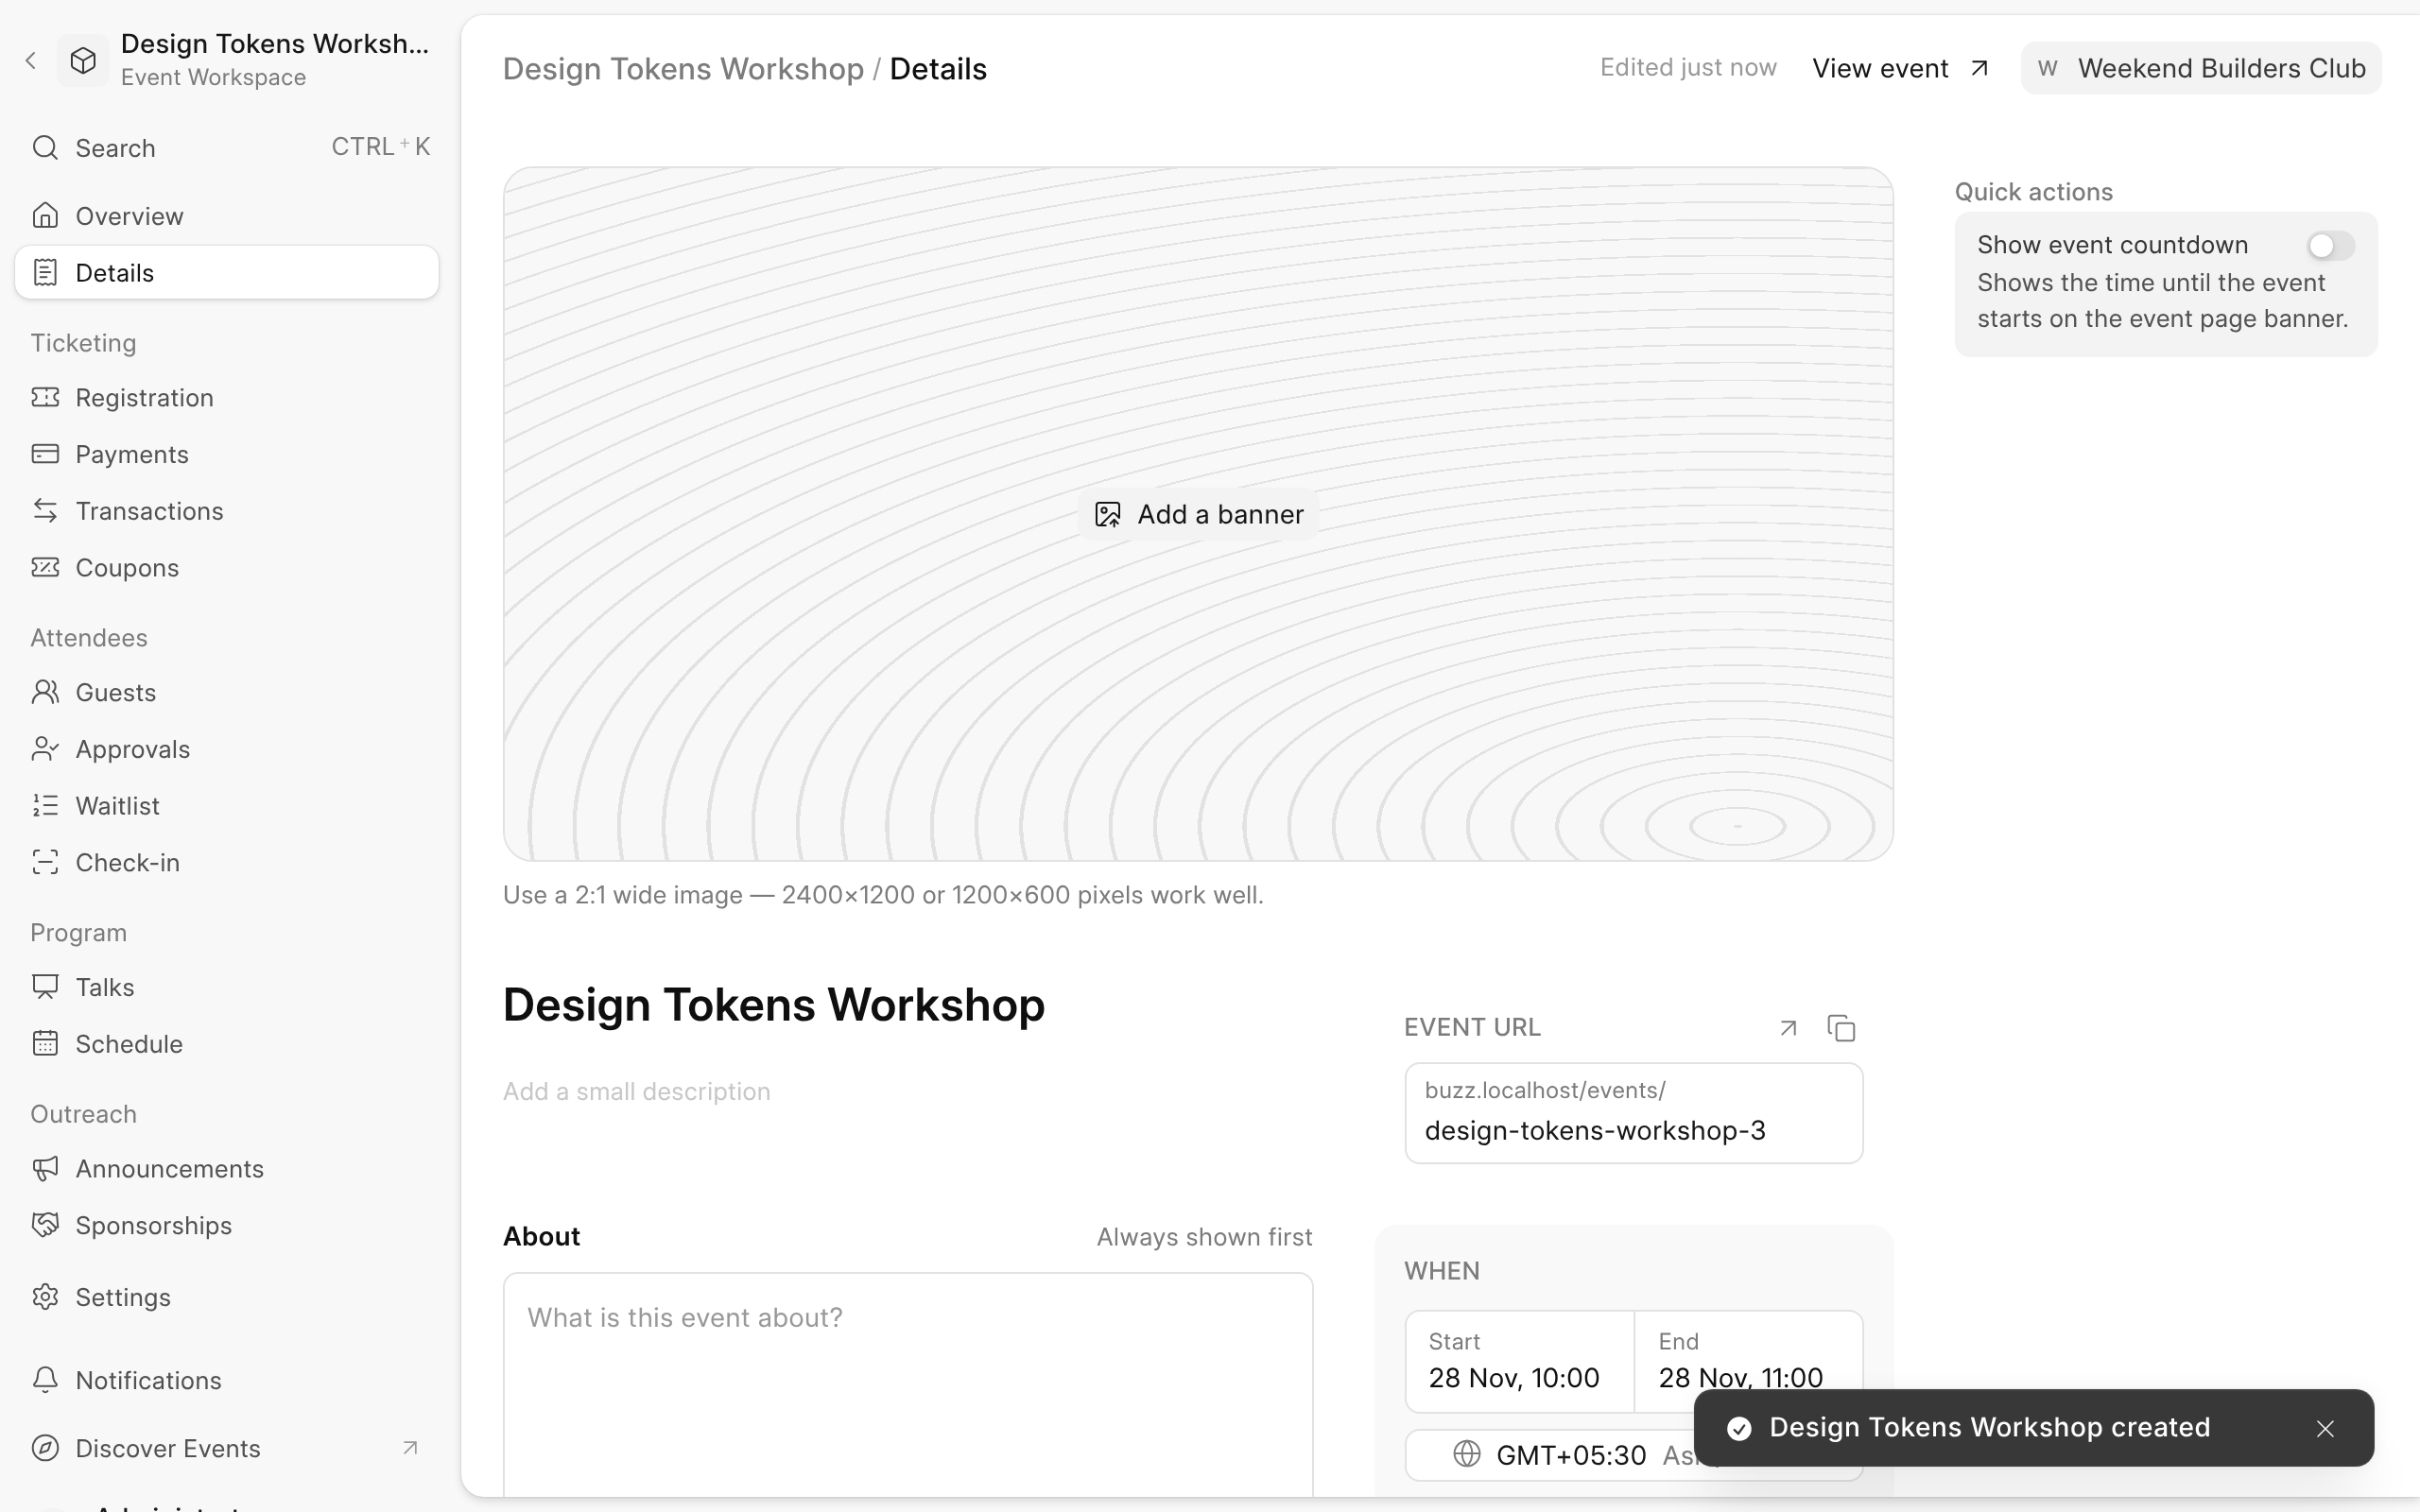 Design Tokens Worksh...
Event Workspace
Search CTRL + K
Overview
Details
Ticketing
Registration
Payments
Transactions
Coupons
Attendees
Guests
Approvals
Waitlist
Check-in
Program
Talks
Schedule
Outreach
Announcements
Sponsorships
Settings
Notifications
Discover Events
Design Tokens Workshop / Details
Edited just now
View event
W Weekend Builders Club
Add a banner
Use a 2:1 wide image — 2400×1200 or 1200×600 pixels work well.
Quick actions
Show event countdown
Shows the time until the event
starts on the event page banner.
Design Tokens Workshop
Add a small description
EVENT URL
buzz.localhost/events/
design-tokens-workshop-3
About
Always shown first
What is this event about?
WHEN
Start
28 Nov, 10:00
End
28 Nov, 11:00
GMT+05:30
Design Tokens Workshop created